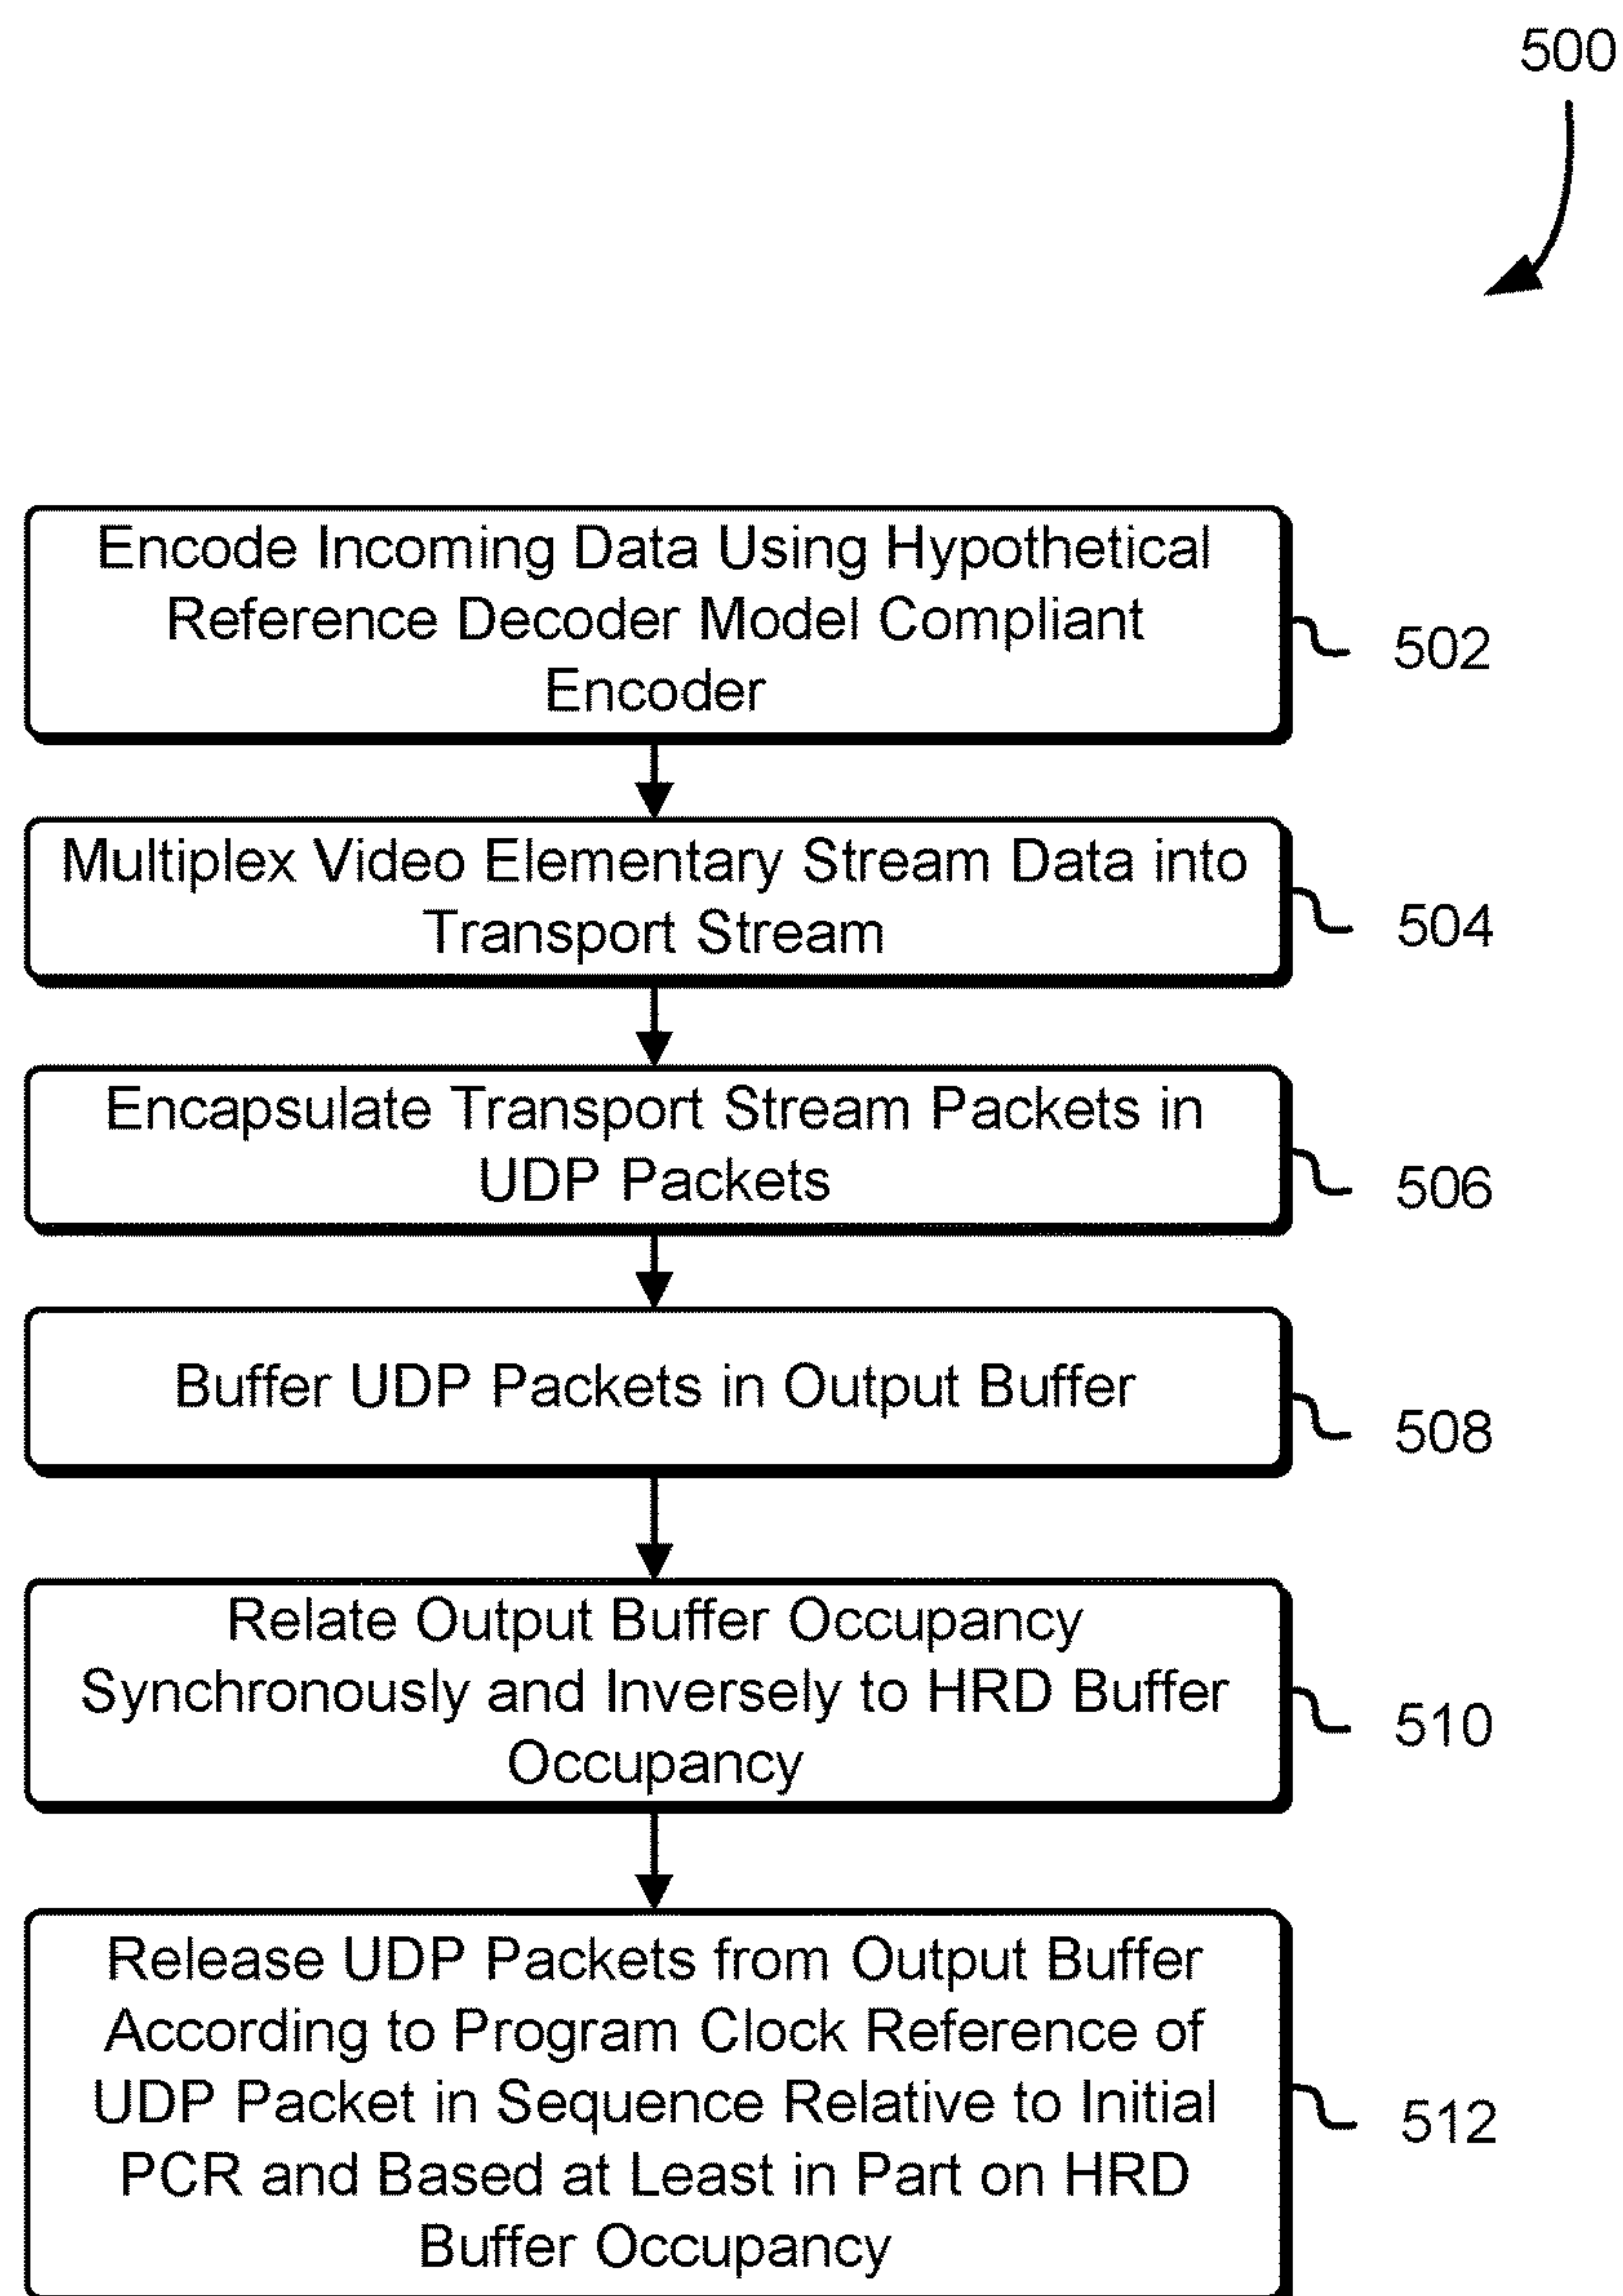 500
Encode Incoming Data Using Hypothetical
Reference Decoder Model Compliant
Encoder
502
Multiplex Video Elementary Stream Data into
Transport Stream
504
Encapsulate Transport Stream Packets in
UDP Packets
506
Buffer UDP Packets in Output Buffer
508
Relate Output Buffer Occupancy
Synchronously and Inversely to HRD Buffer
Occupancy
510
Release UDP Packets from Output Buffer
According to Program Clock Reference of
UDP Packet in Sequence Relative to Initial
PCR and Based at Least in Part on HRD
Buffer Occupancy
512